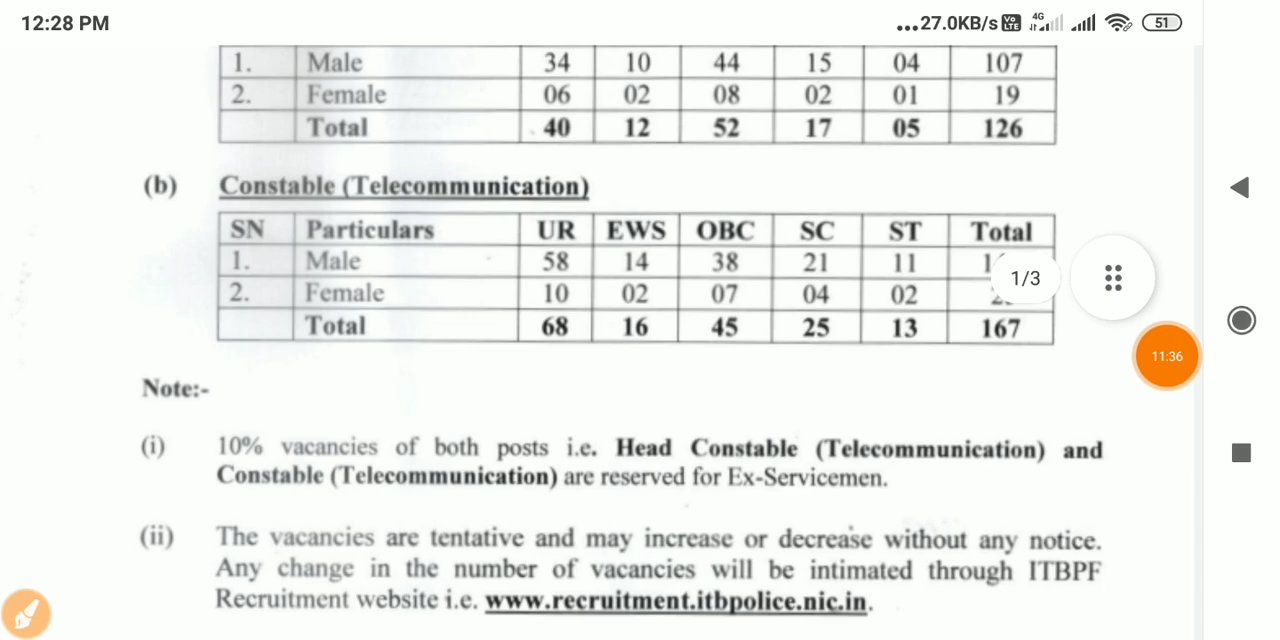 12:28 PM ...27.0KB/s Vo LTE 4G 51
1. Male 34 10 44 15 04 107
2. Female 06 02 08 02 01 19
Total 40 12 52 17 05 126
(b) Constable (Telecommunication)
SN Particulars UR EWS OBC SC ST Total
1. Male 58 14 38 21 11
1/3
2. Female 10 02 07 04 02
Total 68 16 45 25 13 167
11:36
Note:-
(i) 10% vacancies of both posts i.e. Head Constable (Telecommunication) and
Constable (Telecommunication) are reserved for Ex-Servicemen.
(ii) The vacancies are tentative and may increase or decrease without any notice.
Any change in the number of vacancies will be intimated through ITBPF
Recruitment website i.e. www.recruitment.itbpolice.nic.in.